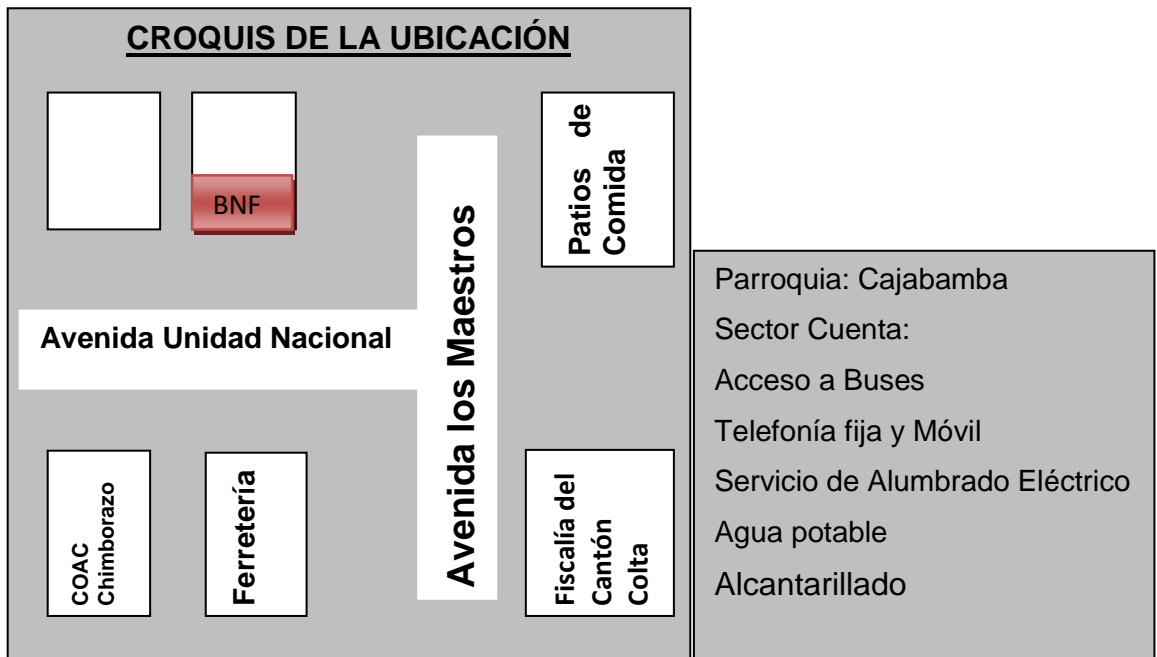 CROQUIS DE LA UBICACIÓN
BNF
Patios de
Comida
Avenida Unidad Nacional
Avenida los Maestros
COAC
Chimborazo
Ferretería
Fiscalía del
Cantón
Colta
Parroquia: Cajabamba
Sector Cuenta:
Acceso a Buses
Telefonía fija y Móvil
Servicio de Alumbrado Eléctrico
Agua potable
Alcantarillado